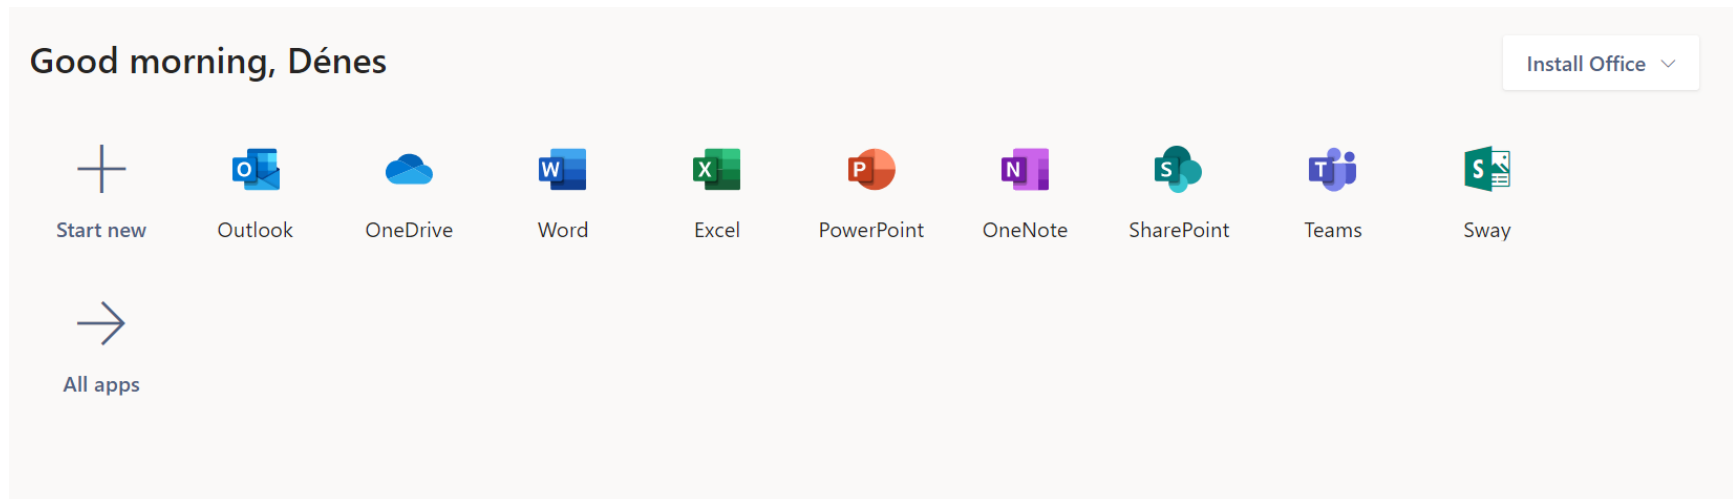 Good morning, Dénes
Install Office
O
W
X
P
N
S
T
S
Start new
Outlook
OneDrive
Word
Excel
PowerPoint
OneNote
SharePoint
Teams
Sway
All apps